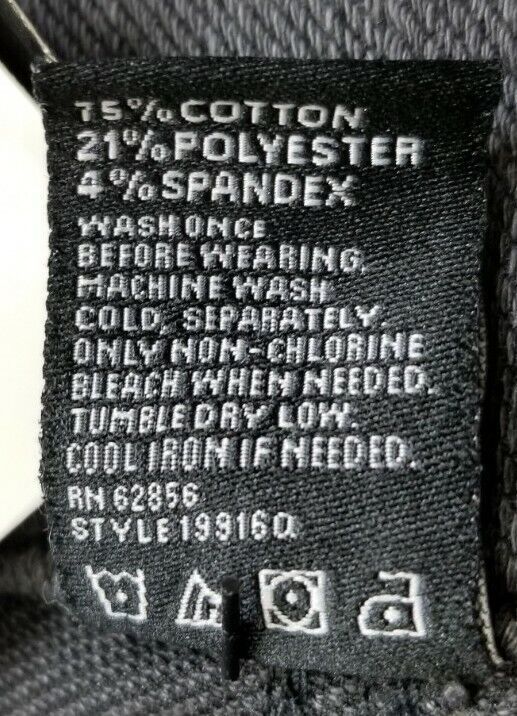 75% COTTON
21% POLYESTER
4% SPANDEX
WASH ONCE
BEFORE WEARING.
MACHINE WASH
COLD, SEPARATELY.
ONLY NON-CHLORINE
BLEACH WHEN NEEDED.
TUMBLE DRY LOW.
COOL IRON IF NEEDED.
RN 62856
STYLE 19916Q